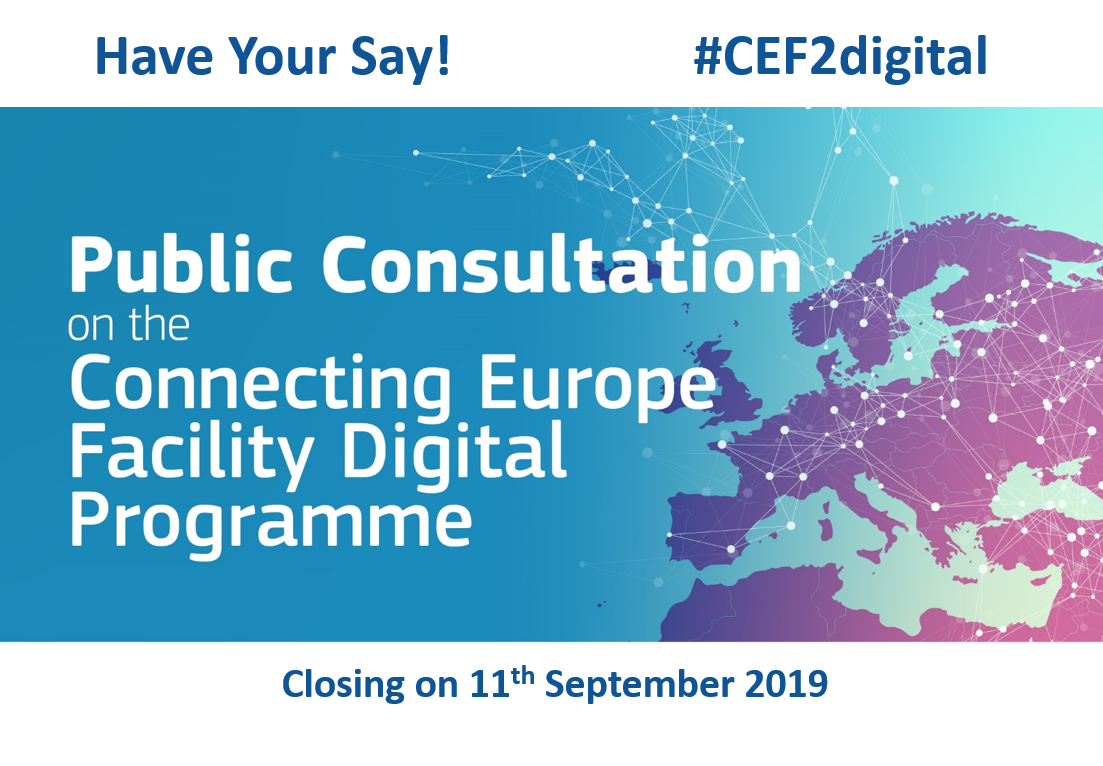 Have Your Say!
#CEF2digital
Public Consultation
on the
Connecting Europe
Facility Digital
Programme
Closing on 11th September 2019